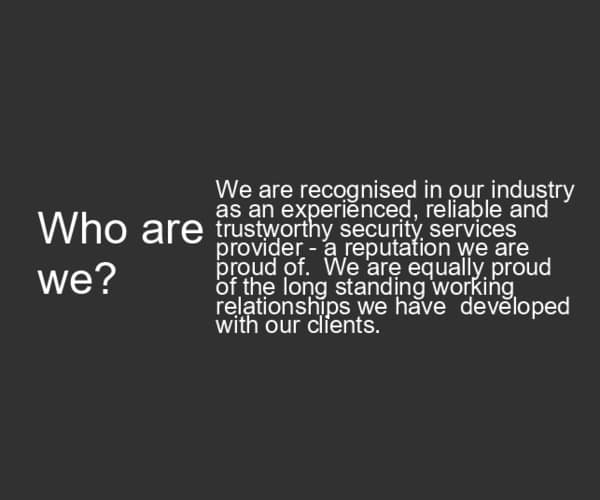 Who are
we?
We are recognised in our industry
as an experienced, reliable and
trustworthy security services
provider - a reputation we are
proud of.  We are equally proud
of the long standing working
relationships we have  developed
with our clients.